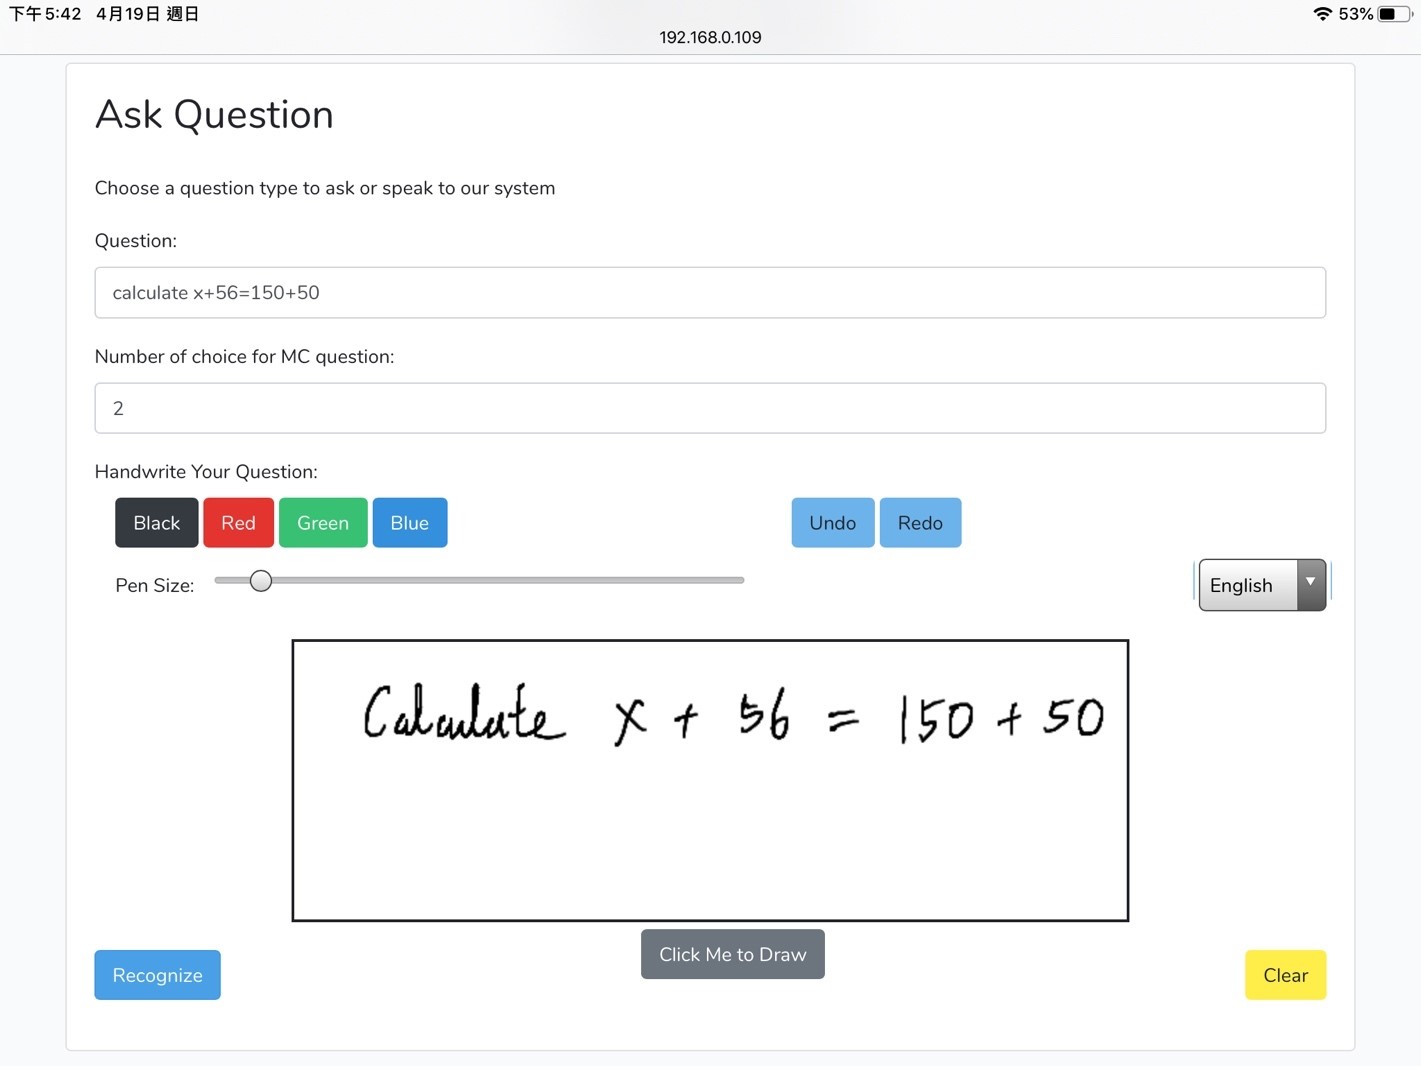 下午5:42 4月19日 週日 53%
192.168.0.109
Ask Question
Choose a question type to ask or speak to our system
Question:
calculate x+56=150+50
Number of choice for MC question:
2
Handwrite Your Question:
Black Red Green Blue Undo Redo
Pen Size: English
Calculate x + 56 = 150 + 50
Click Me to Draw
Recognize Clear